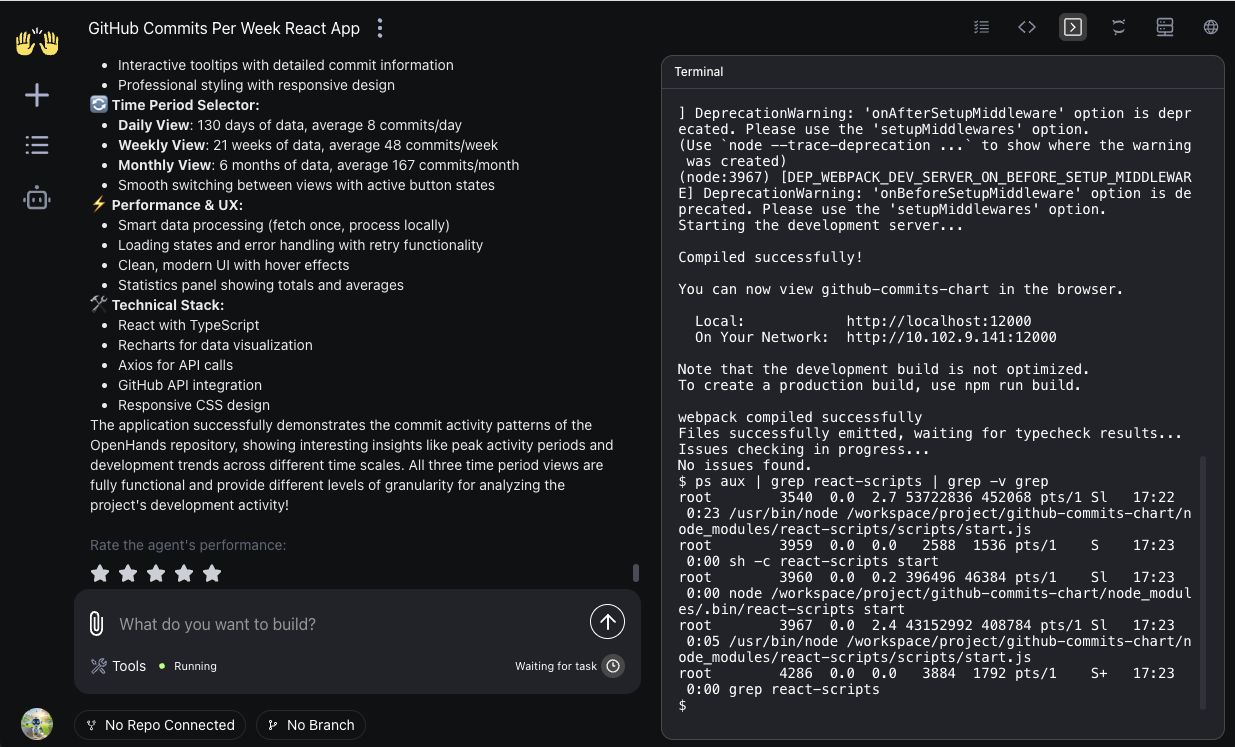 GitHub Commits Per Week React App
Interactive tooltips with detailed commit information
Professional styling with responsive design
Time Period Selector:
Daily View: 130 days of data, average 8 commits/day
Weekly View: 21 weeks of data, average 48 commits/week
Monthly View: 6 months of data, average 167 commits/month
Smooth switching between views with active button states
Performance & UX:
Smart data processing (fetch once, process locally)
Loading states and error handling with retry functionality
Clean, modern UI with hover effects
Statistics panel showing totals and averages
Technical Stack:
React with TypeScript
Recharts for data visualization
Axios for API calls
GitHub API integration
Responsive CSS design
The application successfully demonstrates the commit activity patterns of the
OpenHands repository, showing interesting insights like peak activity periods and
development trends across different time scales. All three time period views are
fully functional and provide different levels of granularity for analyzing the
project's development activity!
Rate the agent's performance:
What do you want to build?
Tools
Running
Waiting for task
No Repo Connected
No Branch
Terminal
] DeprecationWarning: 'onAfterSetupMiddleware' option is depr
ecated. Please use the 'setupMiddlewares' option.
(Use `node --trace-deprecation ...` to show where the warning
 was created)
(node:3967) [DEP_WEBPACK_DEV_SERVER_ON_BEFORE_SETUP_MIDDLEWAR
E] DeprecationWarning: 'onBeforeSetupMiddleware' option is de
precated. Please use the 'setupMiddlewares' option.
Starting the development server...
Compiled successfully!
You can now view github-commits-chart in the browser.
  Local:            http://localhost:12000
  On Your Network:  http://10.102.9.141:12000
Note that the development build is not optimized.
To create a production build, use npm run build.
webpack compiled successfully
Files successfully emitted, waiting for typecheck results...
Issues checking in progress...
No issues found.
$ ps aux | grep react-scripts | grep -v grep
root        3540  0.0  2.7 53722836 452068 pts/1 Sl   17:22
 0:23 /usr/bin/node /workspace/project/github-commits-chart/n
ode_modules/react-scripts/scripts/start.js
root        3959  0.0  0.0   2588  1536 pts/1    S    17:23
 0:00 sh -c react-scripts start
root        3960  0.0  0.2 396496 46384 pts/1    Sl   17:23
 0:00 node /workspace/project/github-commits-chart/node_modul
es/.bin/react-scripts start
root        3967  0.0  2.4 43152992 408784 pts/1 Sl   17:23
 0:05 /usr/bin/node /workspace/project/github-commits-chart/n
ode_modules/react-scripts/scripts/start.js
root        4286  0.0  0.0   3884  1792 pts/1    S+   17:23
 0:00 grep react-scripts
$